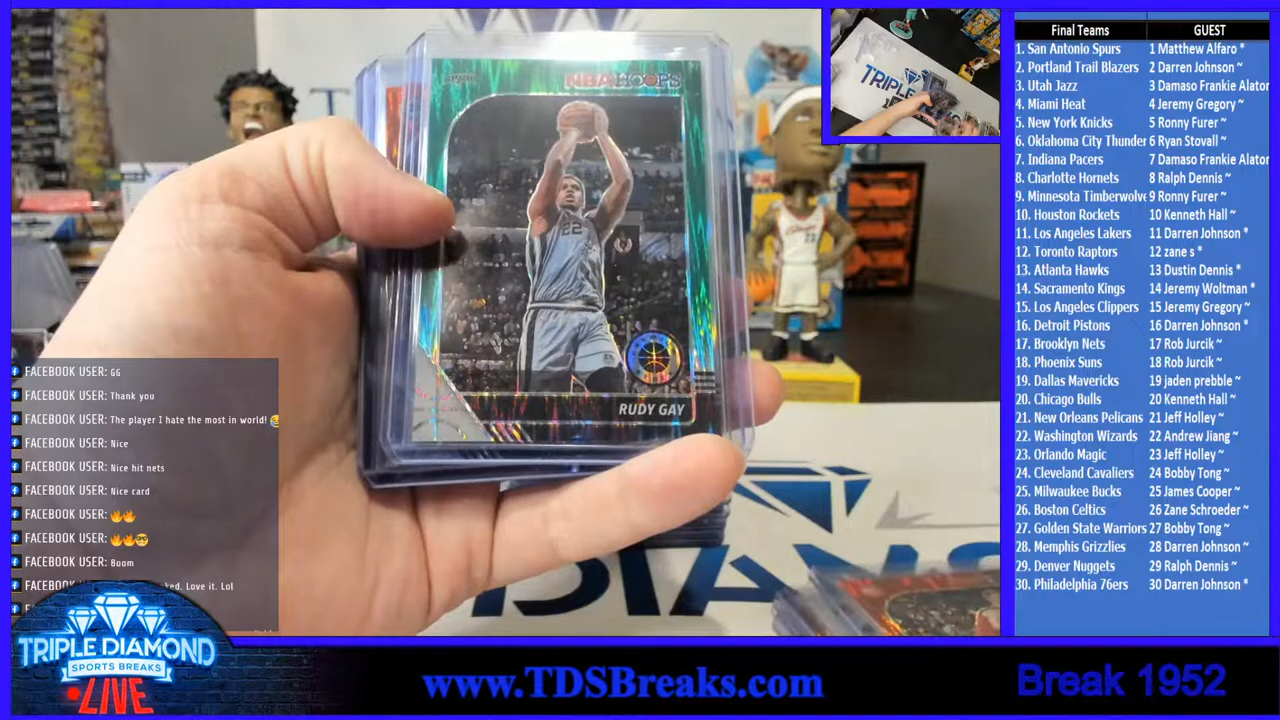 SPURS
NBA HOOPS
22
RUDY GAY
TRIPLE
DIAM
FACEBOOK USER: GG
FACEBOOK USER: Thank you
FACEBOOK USER: The player I hate the most in world! 😅
FACEBOOK USER: Nice
FACEBOOK USER: Nice hit nets
FACEBOOK USER: Nice card
FACEBOOK USER: 🔥🔥
FACEBOOK USER: 🔥🔥🤓
FACEBOOK USER: Boom
FACEBOOK ked. Love it. Lol
TRIPLE DIAMOND
SPORTS BREAKS
LIVE
www.TDSBreaks.com
Break 1952
Final Teams GUEST
1. San Antonio Spurs 1 Matthew Alfaro *
2. Portland Trail Blazers 2 Darren Johnson ~
3. Utah Jazz 3 Damaso Frankie Alator
4. Miami Heat 4 Jeremy Gregory ~
5. New York Knicks 5 Ronny Furer ~
6. Oklahoma City Thunder 6 Ryan Stovall ~
7. Indiana Pacers 7 Damaso Frankie Alator
8. Charlotte Hornets 8 Ralph Dennis ~
9. Minnesota Timberwolve 9 Ronny Furer ~
10. Houston Rockets 10 Kenneth Hall ~
11. Los Angeles Lakers 11 Darren Johnson *
12. Toronto Raptors 12 zane s *
13. Atlanta Hawks 13 Dustin Dennis *
14. Sacramento Kings 14 Jeremy Woltman *
15. Los Angeles Clippers 15 Jeremy Gregory ~
16. Detroit Pistons 16 Darren Johnson *
17. Brooklyn Nets 17 Rob Jurcik ~
18. Phoenix Suns 18 Rob Jurcik ~
19. Dallas Mavericks 19 jaden prebble ~
20. Chicago Bulls 20 Kenneth Hall ~
21. New Orleans Pelicans 21 Jeff Holley ~
22. Washington Wizards 22 Andrew Jiang ~
23. Orlando Magic 23 Jeff Holley ~
24. Cleveland Cavaliers 24 Bobby Tong ~
25. Milwaukee Bucks 25 James Cooper ~
26. Boston Celtics 26 Zane Schroeder ~
27. Golden State Warriors 27 Bobby Tong ~
28. Memphis Grizzlies 28 Darren Johnson ~
29. Denver Nuggets 29 Ralph Dennis ~
30. Philadelphia 76ers 30 Darren Johnson *